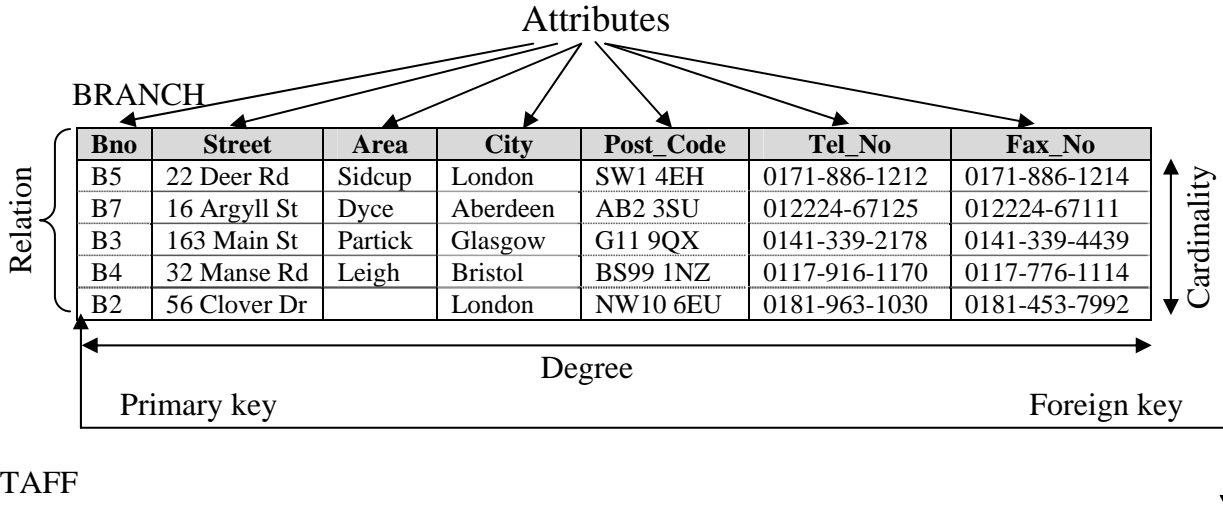 Attributes
BRANCH
Bno Street Area City Post_Code Tel_No Fax_No
B5 22 Deer Rd Sidcup London SW1 4EH 0171-886-1212 0171-886-1214
B7 16 Argyll St Dyce Aberdeen AB2 3SU 012224-67125 012224-67111
B3 163 Main St Partick Glasgow G11 9QX 0141-339-2178 0141-339-4439
B4 32 Manse Rd Leigh Bristol BS99 1NZ 0117-916-1170 0117-776-1114
B2 56 Clover Dr London NW10 6EU 0181-963-1030 0181-453-7992
Relation
Cardinality
Degree
Primary key Foreign key
TAFF